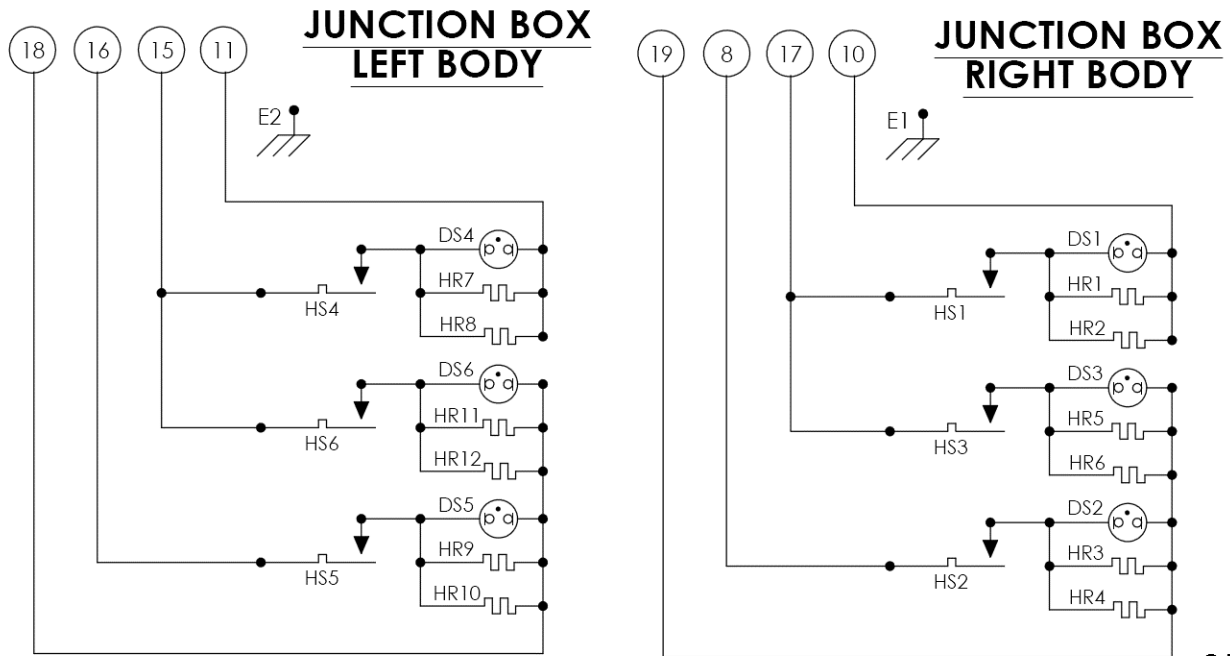 JUNCTION BOX
LEFT BODY
18
16
15
11
E2
DS4
HR7
HS4
HR8
DS6
HR11
HS6
HR12
DS5
HR9
HS5
HR10
JUNCTION BOX
RIGHT BODY
19
8
17
10
E1
DS1
HR1
HS1
HR2
DS3
HR5
HS3
HR6
DS2
HR3
HS2
HR4